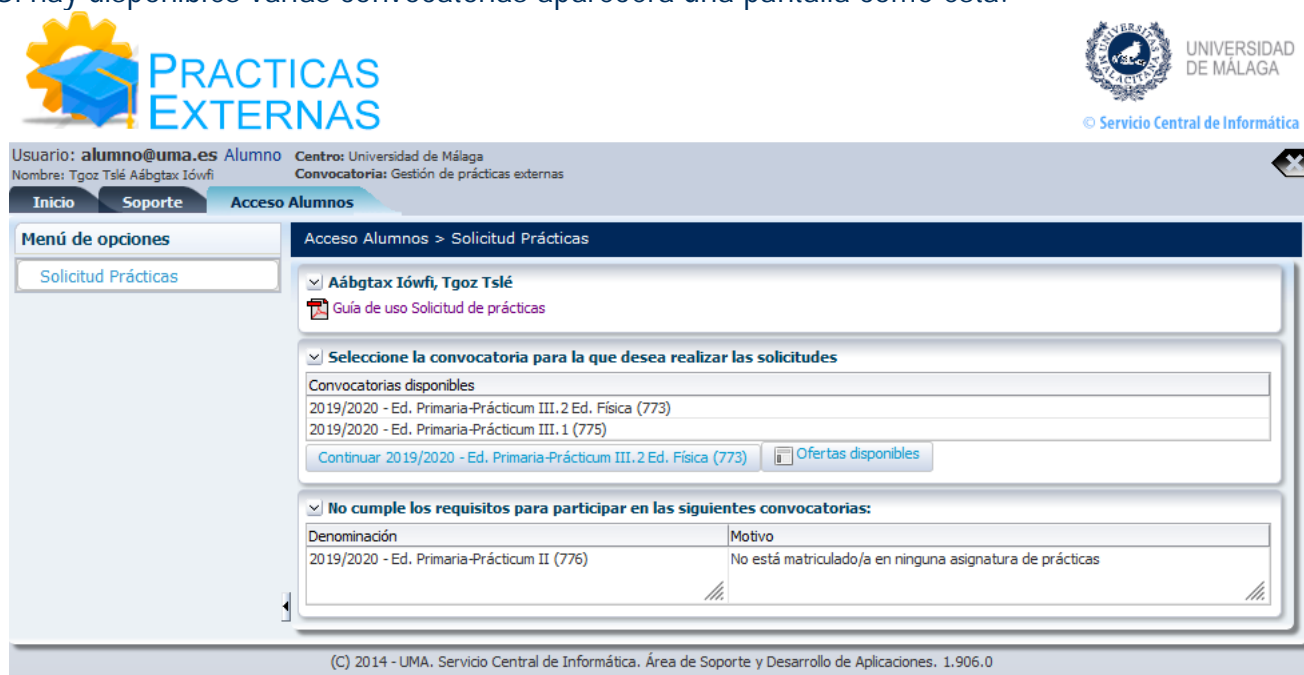 Si hay disponibles varias convocatorias aparecerá una pantalla como esta:
PRACTICAS
EXTERNAS
UNIVERSIDAD
DE MÁLAGA
© Servicio Central de Informática
Usuario: alumno@uma.es Alumno Centro: Universidad de Málaga
Nombre: Tgoz Tslé Aábgtax Iówfi Convocatoria: Gestión de prácticas externas
Inicio Soporte Acceso Alumnos
Menú de opciones
Solicitud Prácticas
Acceso Alumnos > Solicitud Prácticas
Aábgtax Iówfi, Tgoz Tslé
Guía de uso Solicitud de prácticas
Seleccione la convocatoria para la que desea realizar las solicitudes
Convocatorias disponibles
2019/2020 - Ed. Primaria-Prácticum III.2 Ed. Física (773)
2019/2020 - Ed. Primaria-Prácticum III.1 (775)
Continuar 2019/2020 - Ed. Primaria-Prácticum III.2 Ed. Física (773) Ofertas disponibles
No cumple los requisitos para participar en las siguientes convocatorias:
Denominación Motivo
2019/2020 - Ed. Primaria-Prácticum II (776) No está matriculado/a en ninguna asignatura de prácticas
(C) 2014 - UMA. Servicio Central de Informática. Área de Soporte y Desarrollo de Aplicaciones. 1.906.0